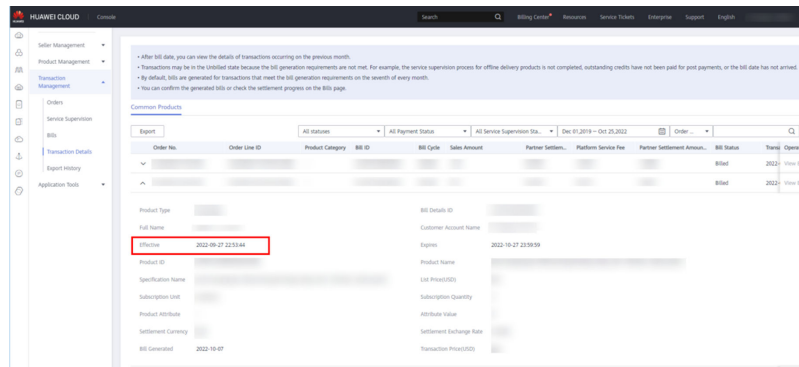 HUAWEI
HUAWEI CLOUD Console Search Billing Center Resources Service Tickets Enterprise Support English
Seller Management
Product Management
Transaction Management
Orders
Service Supervision
Bills
Transaction Details
Export History
Application Tools
• After bill date, you can view the details of transactions occurring on the previous month.
• Transactions may be in the Unbilled state because the bill generation requirements are not met. For example, the service supervision process for offline delivery products is not completed, outstanding credits have not been paid for post payments, or the bill date has not arrived.
• By default, bills are generated for transactions that meet the bill generation requirements on the seventh of every month.
• You can confirm the generated bills or check the settlement progress on the Bills page.
Common Products
Export All statuses All Payment Status All Service Supervision Sta... Dec 01,2019 — Oct 25,2022 Order ...
Order No. Order Line ID Product Category Bill ID Bill Cycle Sales Amount Partner Settlem... Platform Service Fee Partner Settlement Amoun... Bill Status Transa Opera
Billed 2022- View
Billed 2022- View
Product Type Bill Details ID
Full Name Customer Account Name
Effective 2022-09-27 22:53:44 Expires 2022-10-27 23:59:59
Product ID Product Name
Specification Name List Price(USD)
Subscription Unit Subscription Quantity
Product Attribute Attribute Value
Settlement Currency Settlement Exchange Rate
Bill Generated 2022-10-07 Transaction Price(USD)